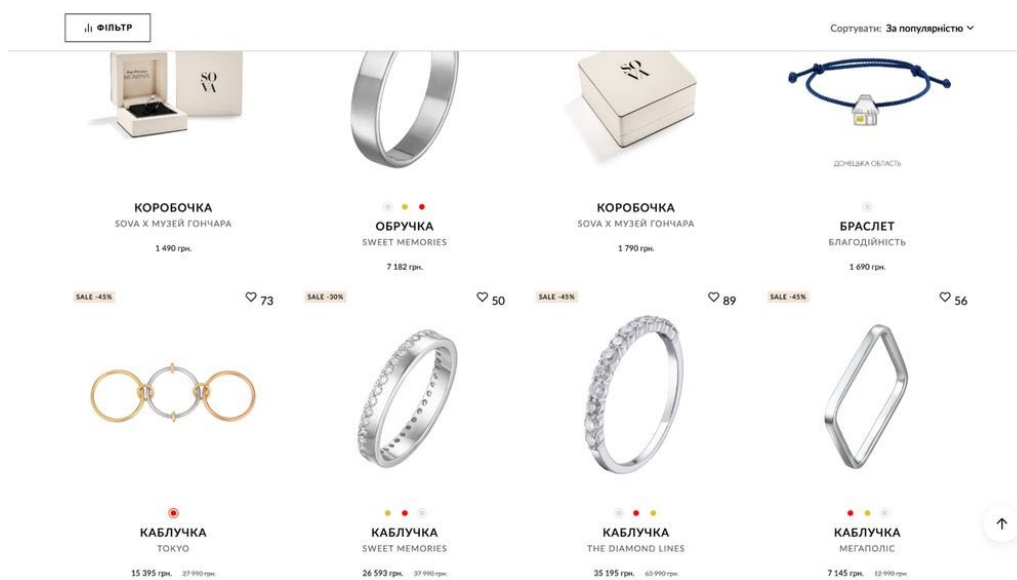 ФІЛЬТР
Сортувати: За популярністю
SO
VA
SO
VA
ДОНЕЦЬКА ОБЛАСТЬ
КОРОБОЧКА
SOVA X МУЗЕЙ ГОНЧАРА
1 490 грн.
ОБРУЧКА
SWEET MEMORIES
7 182 грн.
КОРОБОЧКА
SOVA X МУЗЕЙ ГОНЧАРА
1 790 грн.
БРАСЛЕТ
БЛАГОДІЙНІСТЬ
1 690 грн.
SALE -45%
73
SALE -30%
50
SALE -45%
89
SALE -45%
56
КАБЛУЧКА
TOKYO
15 395 грн. 27 990 грн.
КАБЛУЧКА
SWEET MEMORIES
26 593 грн. 37 990 грн.
КАБЛУЧКА
THE DIAMOND LINES
35 195 грн. 63 990 грн.
КАБЛУЧКА
МЕГАПОЛІС
7 145 грн. 12 990 грн.